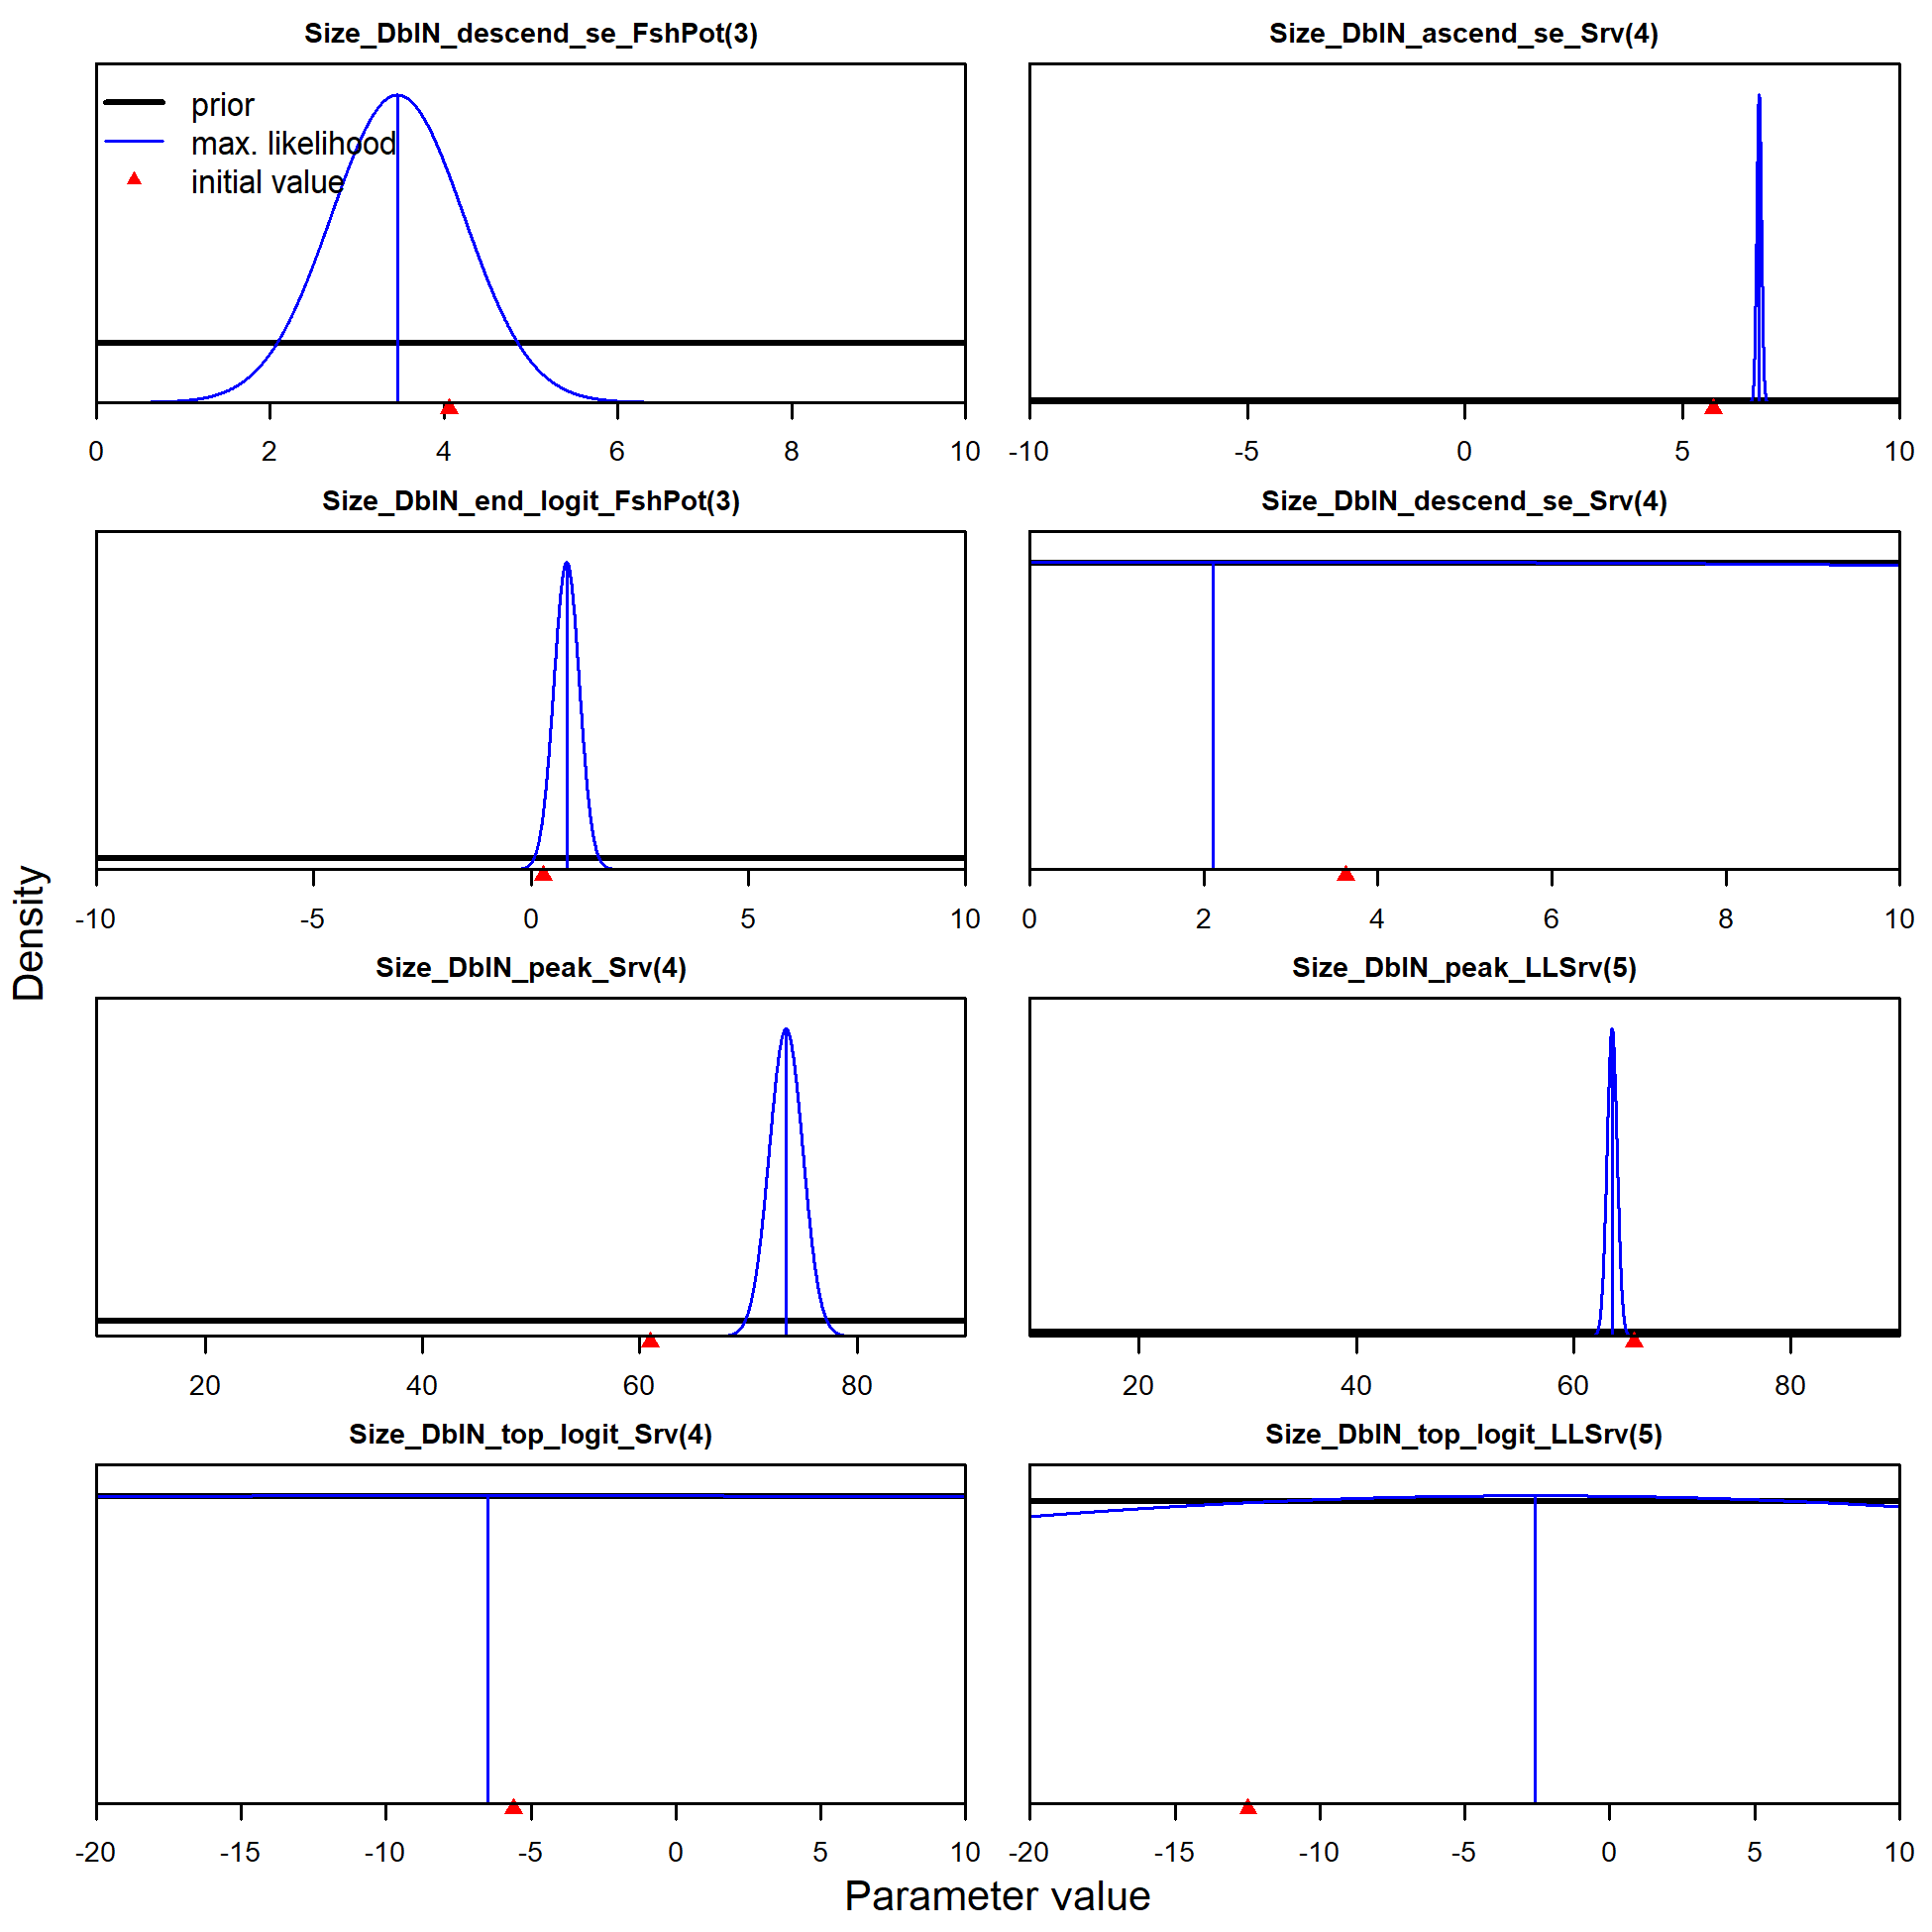 Size_DblN_descend_se_FshPot(3)
prior
max. likelihood
initial value
0 2 4 6 8 10
Size_DblN_ascend_se_Srv(4)
-10 -5 0 5 10
Size_DblN_end_logit_FshPot(3)
-10 -5 0 5 10
Size_DblN_descend_se_Srv(4)
0 2 4 6 8 10
Size_DblN_peak_Srv(4)
20 40 60 80
Size_DblN_peak_LLSrv(5)
20 40 60 80
Size_DblN_top_logit_Srv(4)
-20 -15 -10 -5 0 5 10
Size_DblN_top_logit_LLSrv(5)
-20 -15 -10 -5 0 5 10
Density
Parameter value